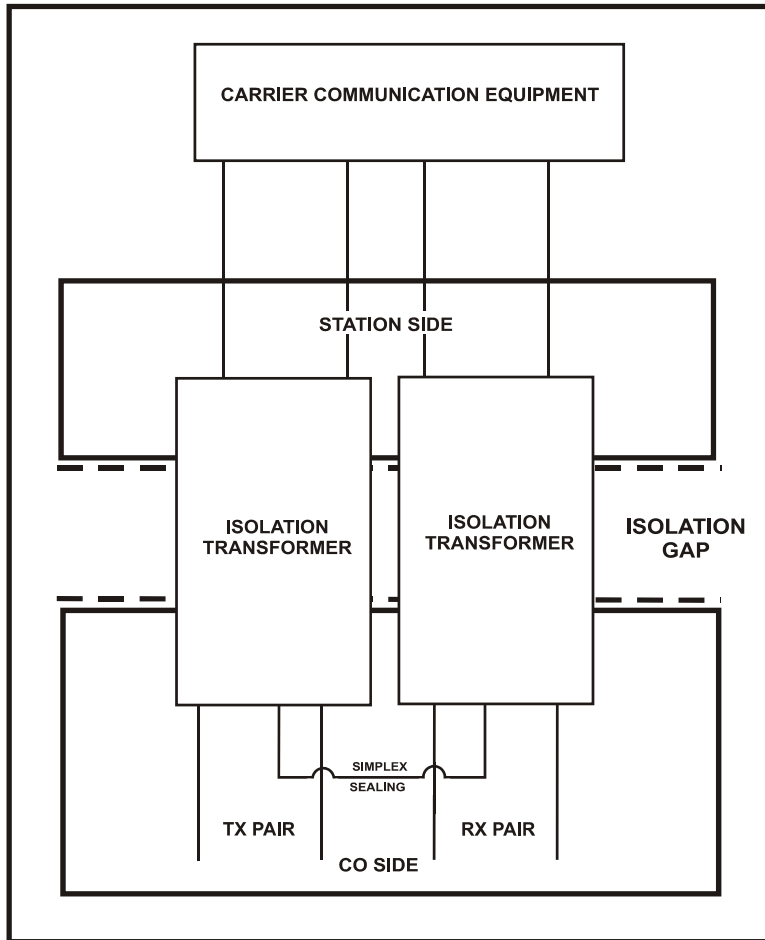 CARRIER COMMUNICATION EQUIPMENT
STATION SIDE
ISOLATION
TRANSFORMER
ISOLATION
TRANSFORMER
ISOLATION
GAP
SIMPLEX
SEALING
TX PAIR
RX PAIR
CO SIDE